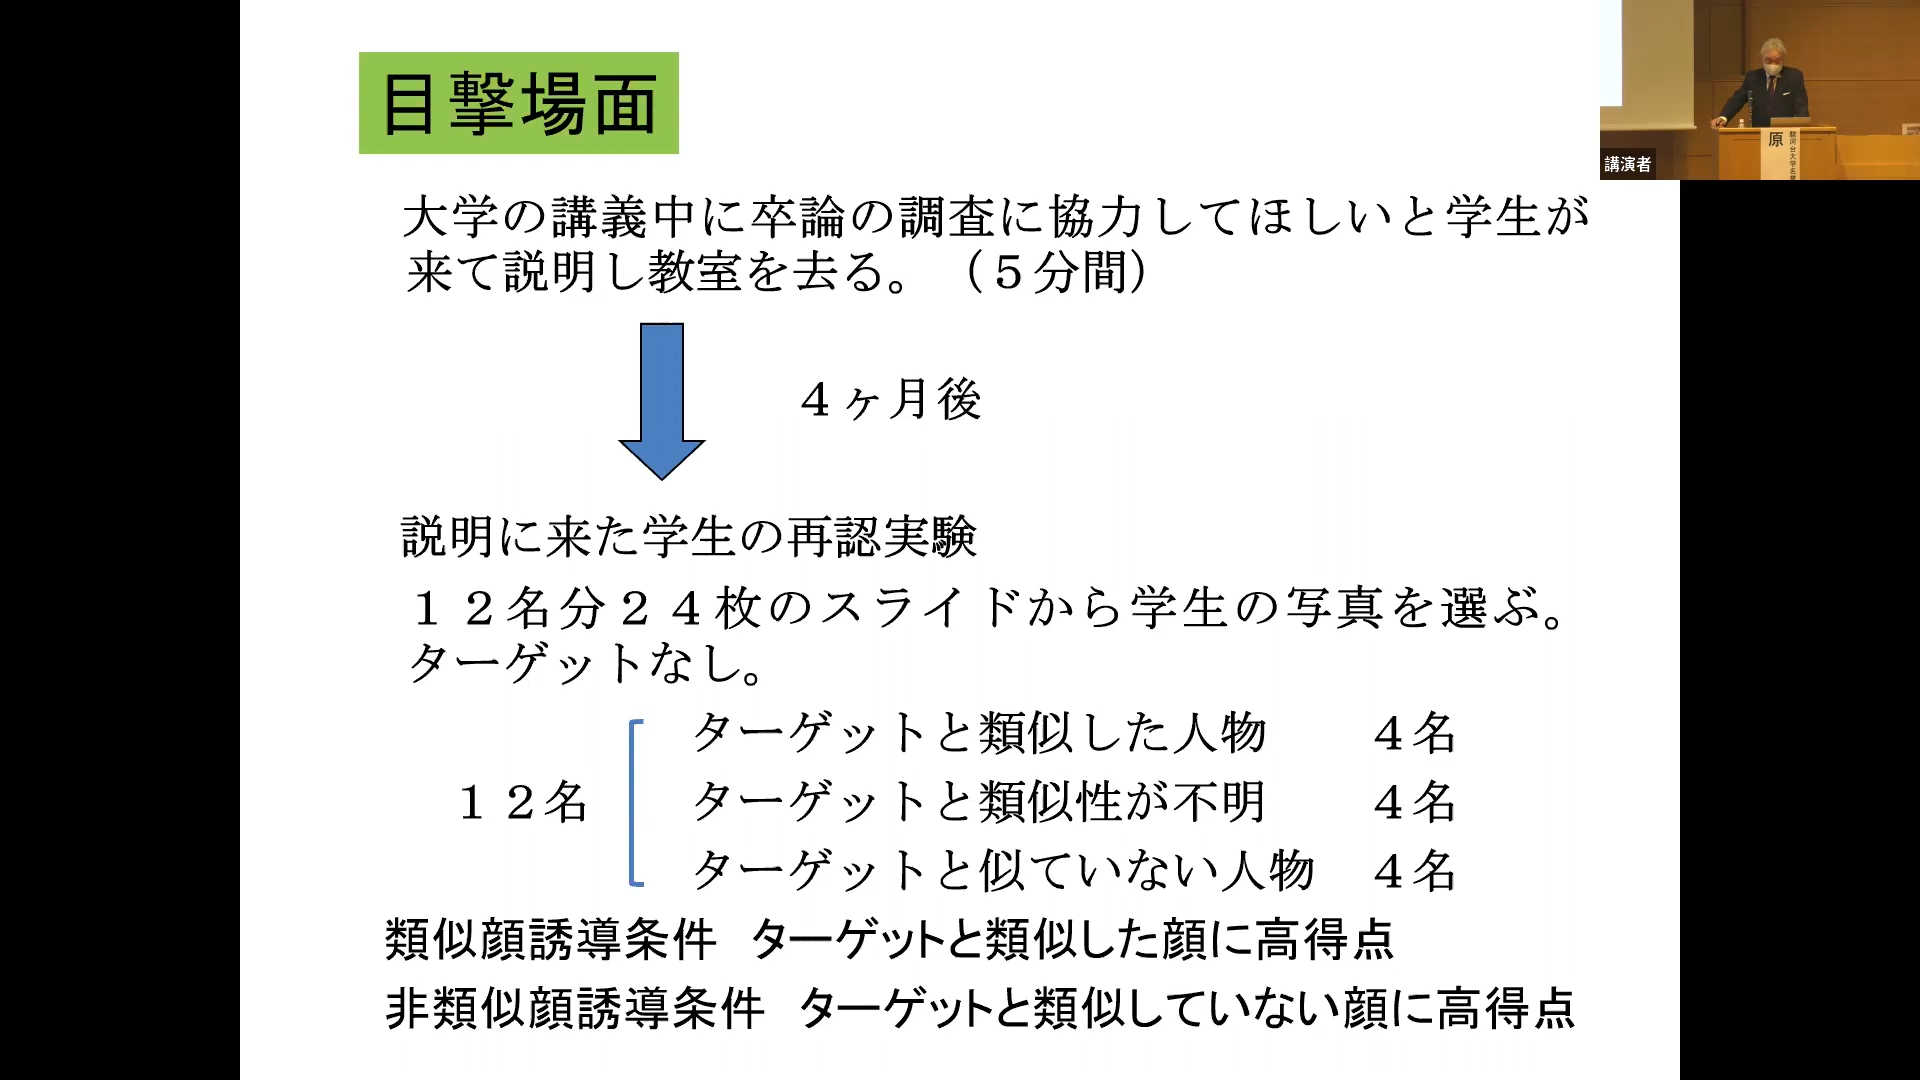 目撃場面
大学の講義中に卒論の調査に協力してほしいと学生が
来て説明し教室を去る。（５分間）
４ヶ月後
説明に来た学生の再認実験
１２名分２４枚のスライドから学生の写真を選ぶ。
ターゲットなし。
１２名
ターゲットと類似した人物　４名
ターゲットと類似性が不明　４名
ターゲットと似ていない人物　４名
類似顔誘導条件　ターゲットと類似した顔に高得点
非類似顔誘導条件　ターゲットと類似していない顔に高得点
講演者
原
駿河台大学名